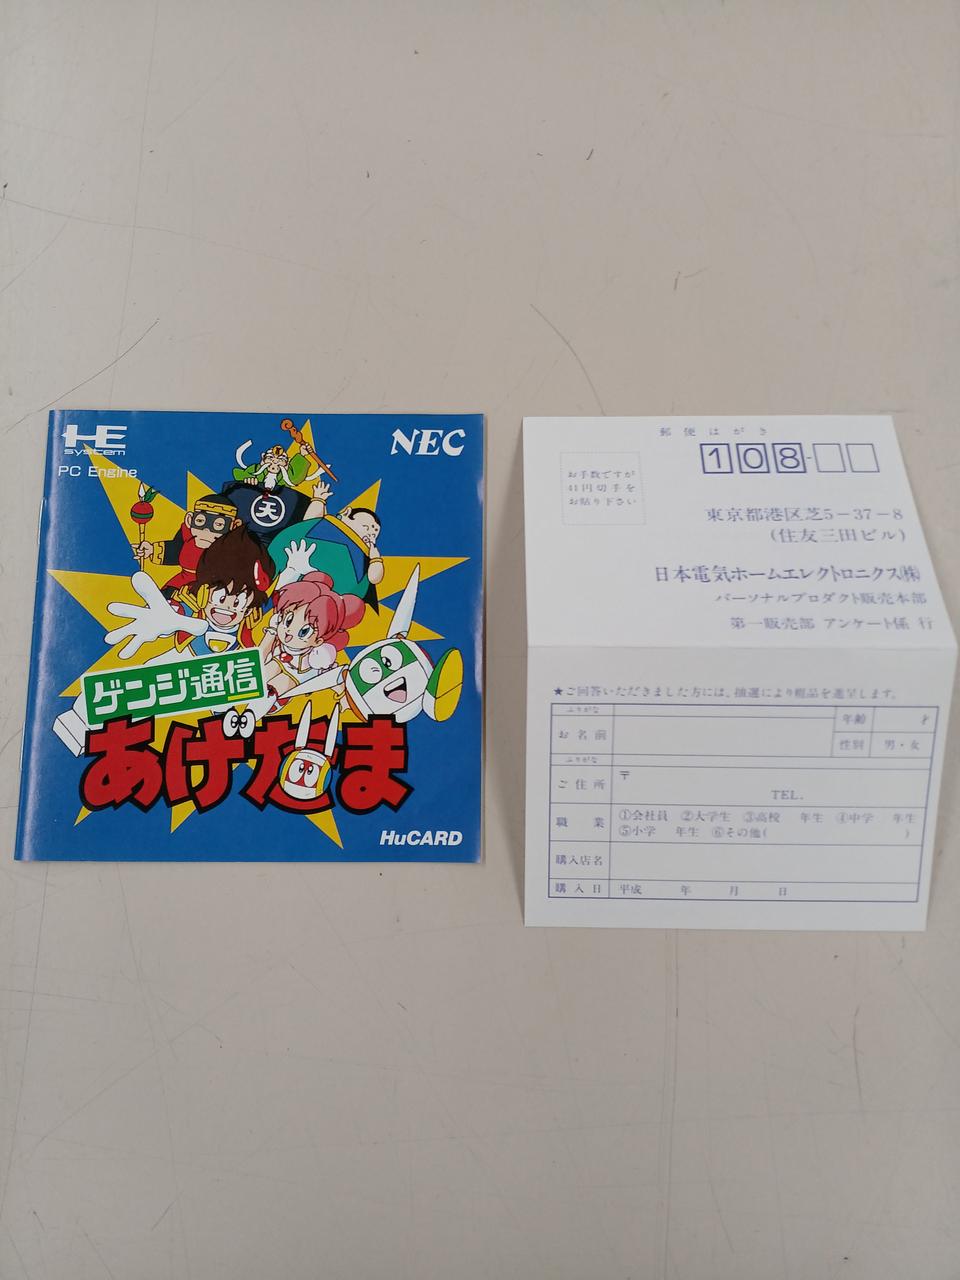 HE
system
PC Engine
NEC
天
ゲンジ通信
あげだま
HuCARD
郵便はがき
108-
お手数ですが
41円切手を
お貼り下さい
東京都港区芝5-37-8
(住友三田ビル)
日本電気ホームエレクトロニクス㈱
パーソナルプロダクト販売本部
第一販売部 アンケート係 行
★ご回答いただきました方には、抽選により粗品を進呈します。
ふりがな
お名前
年齢 才
性別 男・女
ふりがな
ご住所 〒
TEL.
職業 ①会社員 ②大学生 ③高校 年生 ④中学 年生
⑤小学 年生 ⑥その他( )
購入店名
購入日 平成 年 月 日